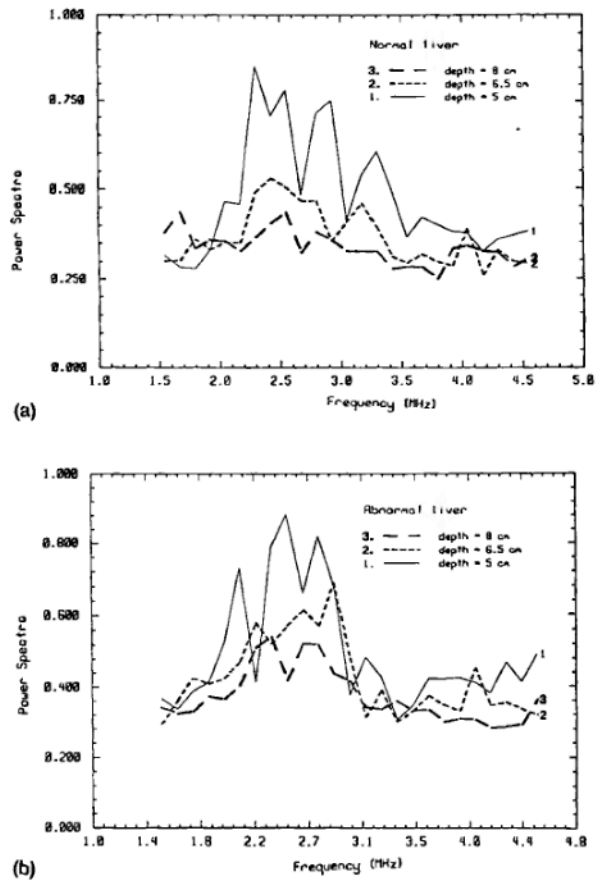 1.000
0.750
0.500
0.250
0.000
Power Spectra
Normal liver
3. depth = 8 cm
2. depth = 6.5 cm
1. depth = 5 cm
1
3
2
1.0 1.5 2.0 2.5 3.0 3.5 4.0 4.5 5.0
Frequency (MHz)
(a)
1.000
0.800
0.600
0.400
0.200
0.000
Power Spectra
Abnormal liver
3. depth = 8 cm
2. depth = 6.5 cm
1. depth = 5 cm
1
3
2
1.0 1.4 1.8 2.2 2.7 3.1 3.5 4.0 4.4 4.8
Frequency (MHz)
(b)